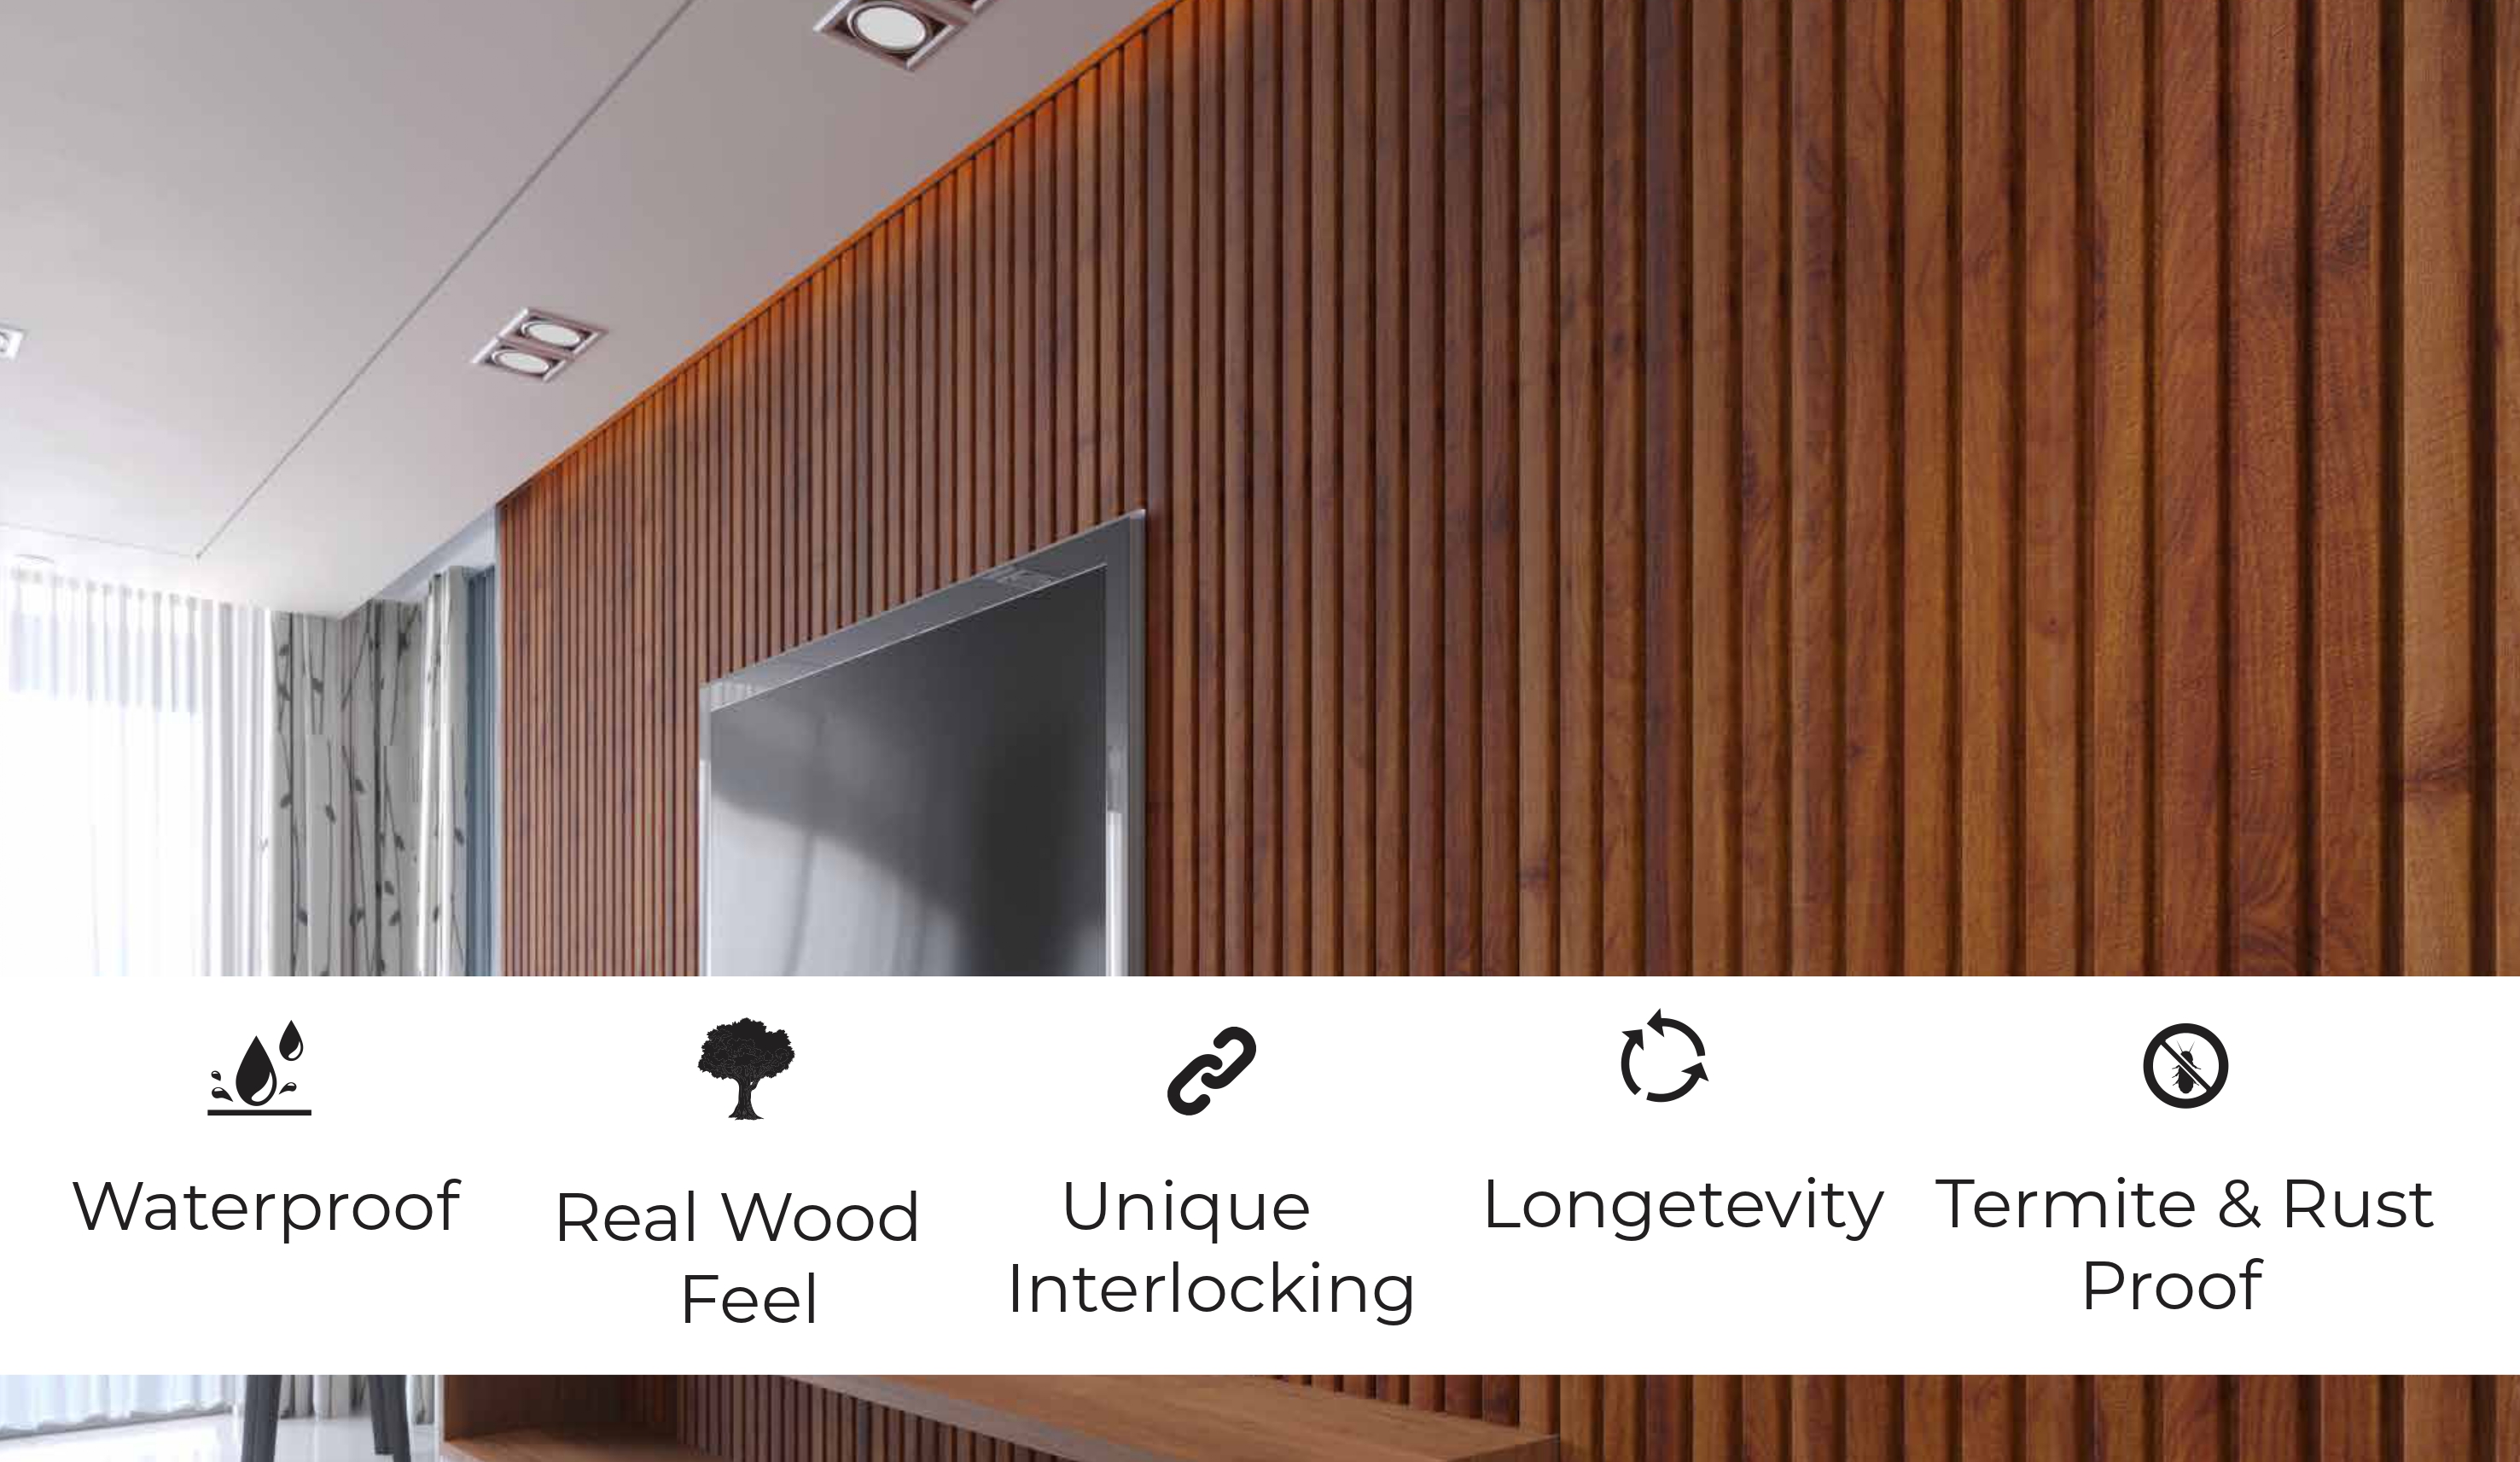 Waterproof
Real Wood
Feel
Unique
Interlocking
Longetevity
Termite & Rust
Proof